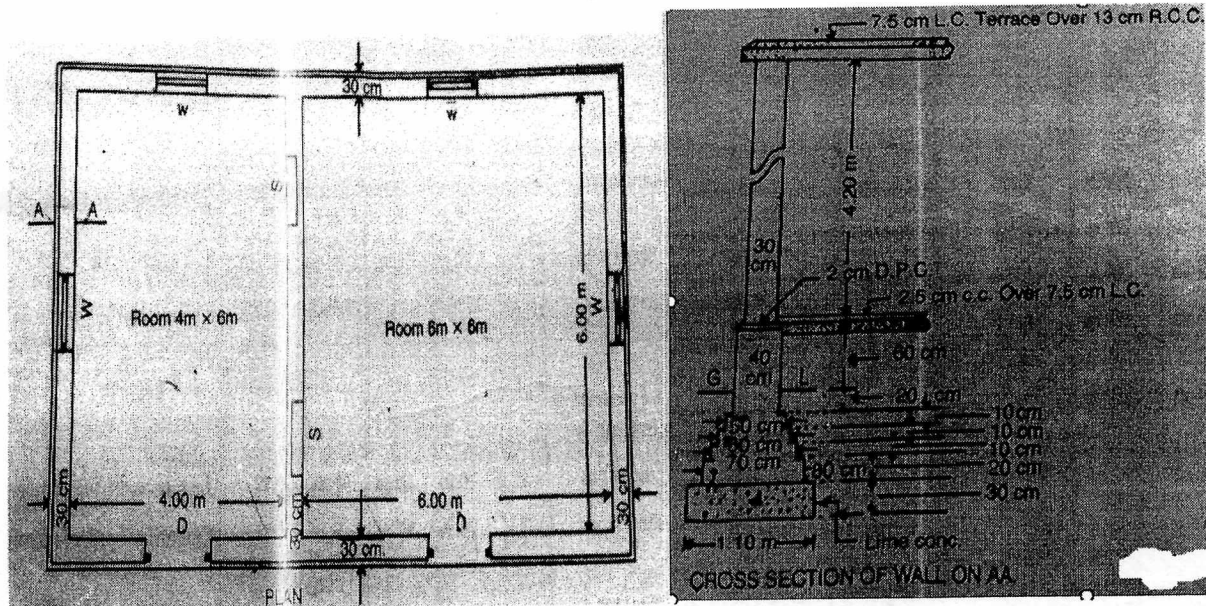 30 cm
W
W
S
A
A
W
Room 4m × 6m
Room 6m × 6m
6.00 m
W
S
30 cm
4.00 m
D
30 cm
6.00 m
D
30 cm
30 cm
PLAN
7.5 cm L.C. Terrace Over 13 cm R.C.C.
4.20 m
30
cm
2 cm D.P.C
2.5 cm c.c. Over 7.5 cm L.C.
40
cm
60 cm
G
L
20 cm
10 cm
10 cm
10 cm
20 cm
30 cm
70 cm
80 cm
1.10 m
Lime conc
CROSS SECTION OF WALL ON AA